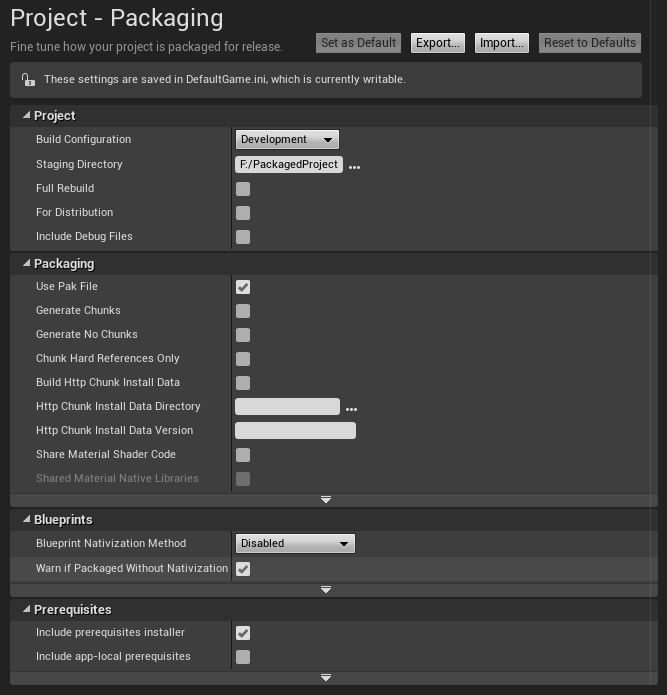 Project - Packaging
Fine tune how your project is packaged for release.
Set as Default
Export...
Import...
Reset to Defaults
These settings are saved in DefaultGame.ini, which is currently writable.
Project
Build Configuration
Development
Staging Directory
F:/PackagedProject
Full Rebuild
For Distribution
Include Debug Files
Packaging
Use Pak File
Generate Chunks
Generate No Chunks
Chunk Hard References Only
Build Http Chunk Install Data
Http Chunk Install Data Directory
Http Chunk Install Data Version
Share Material Shader Code
Shared Material Native Libraries
Blueprints
Blueprint Nativization Method
Disabled
Warn if Packaged Without Nativization
Prerequisites
Include prerequisites installer
Include app-local prerequisites